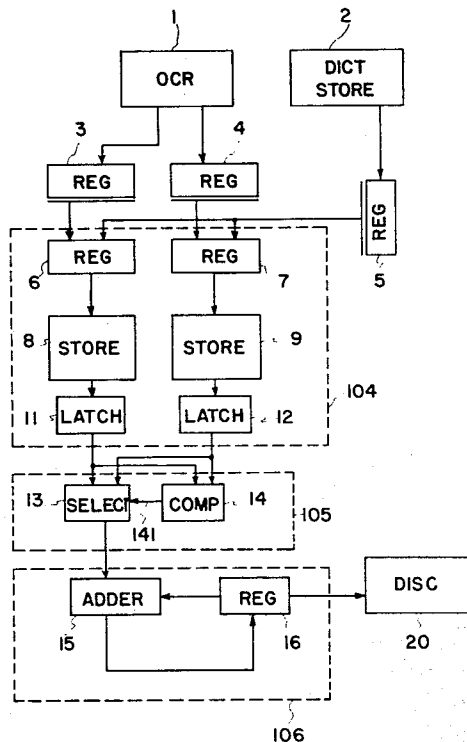 1
2
OCR
DICT
STORE
3
4
REG
REG
REG
5
REG
REG
6
7
8
STORE
9
STORE
11
LATCH
LATCH
12
104
13
SELECT
COMP
14
141
105
ADDER
REG
DISC
15
16
20
106